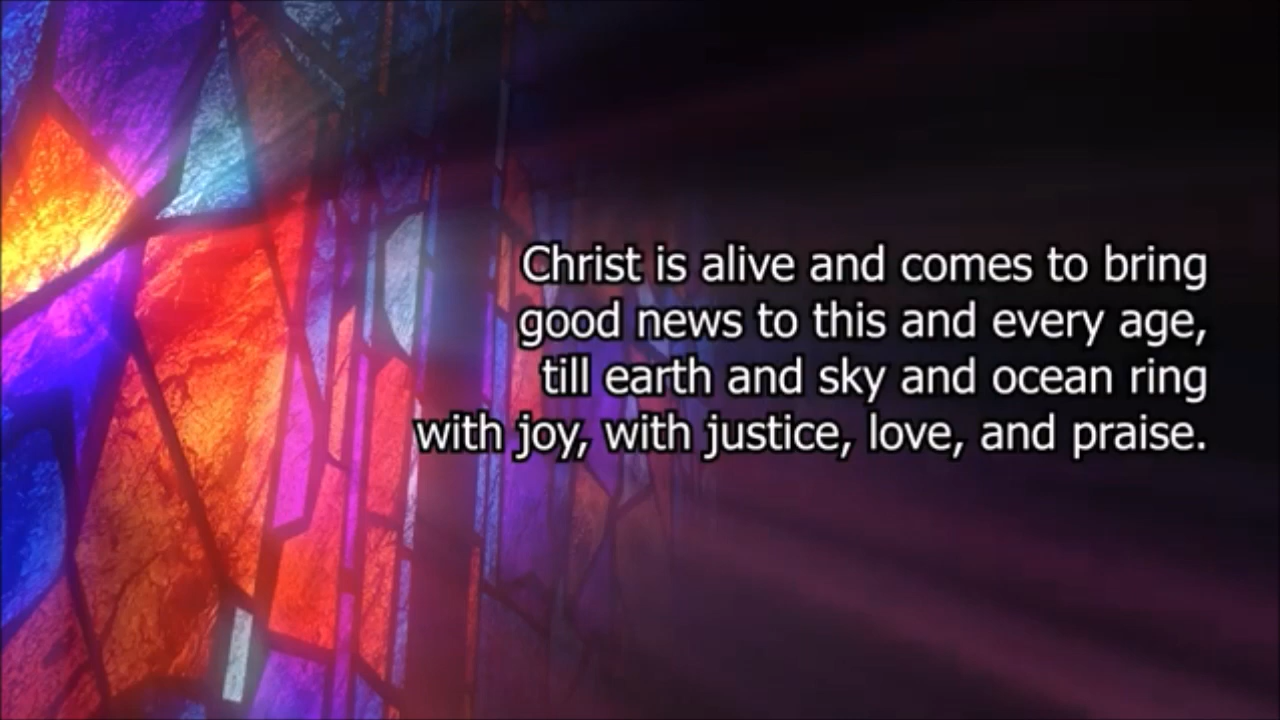 Christ is alive and comes to bring
good news to this and every age,
till earth and sky and ocean ring
with joy, with justice, love, and praise.